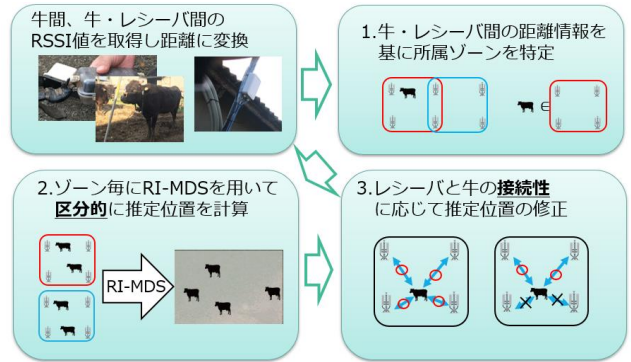 牛間、牛・レシーバ間の
RSSI値を取得し距離に変換
1.牛・レシーバ間の距離情報を
基に所属ゾーンを特定
∈
2.ゾーン毎にRI-MDSを用いて
区分的に推定位置を計算
RI-MDS
3.レシーバと牛の接続性
に応じて推定位置の修正